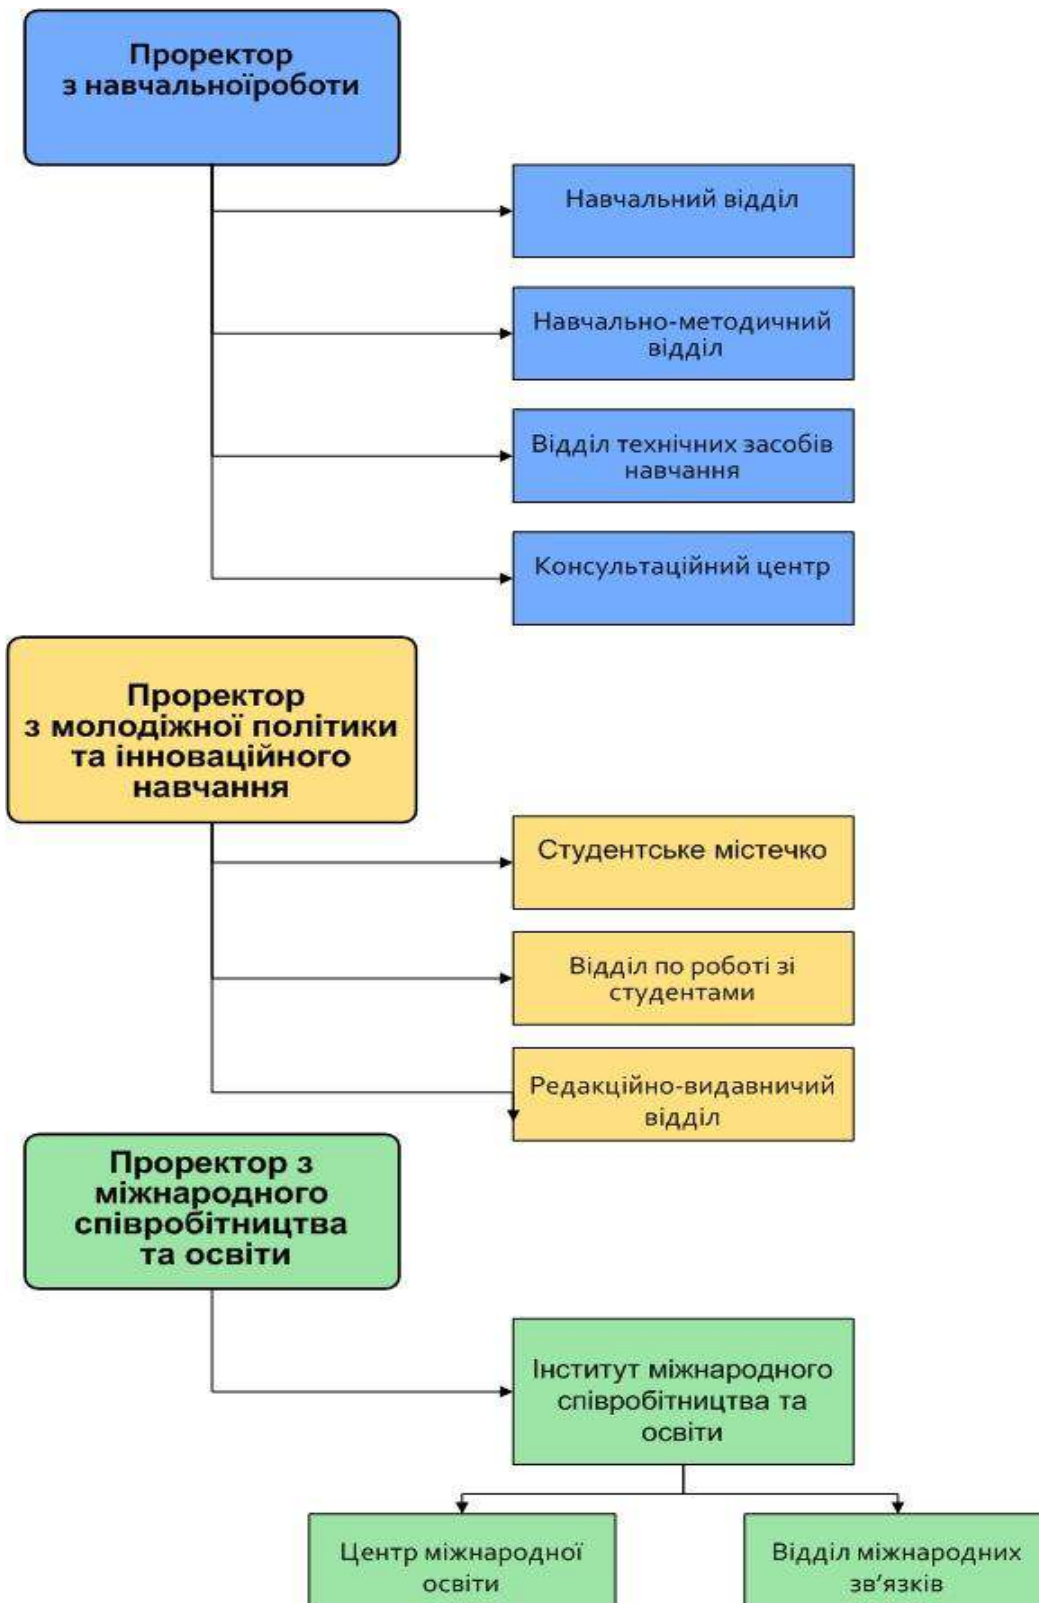 Проректор
з навчальноїроботи
Навчальний відділ
Навчально-методичний
відділ
Відділ технічних засобів
навчання
Консультаційний центр
Проректор
з молодіжної політики
та інноваційного
навчання
Студентське містечко
Відділ по роботі зі
студентами
Редакційно-видавничий
відділ
Проректор з
міжнародного
співробітництва
та освіти
Інститут міжнародного
співробітництва та
освіти
Центр міжнародної
освіти
Відділ міжнародних
зв’язків